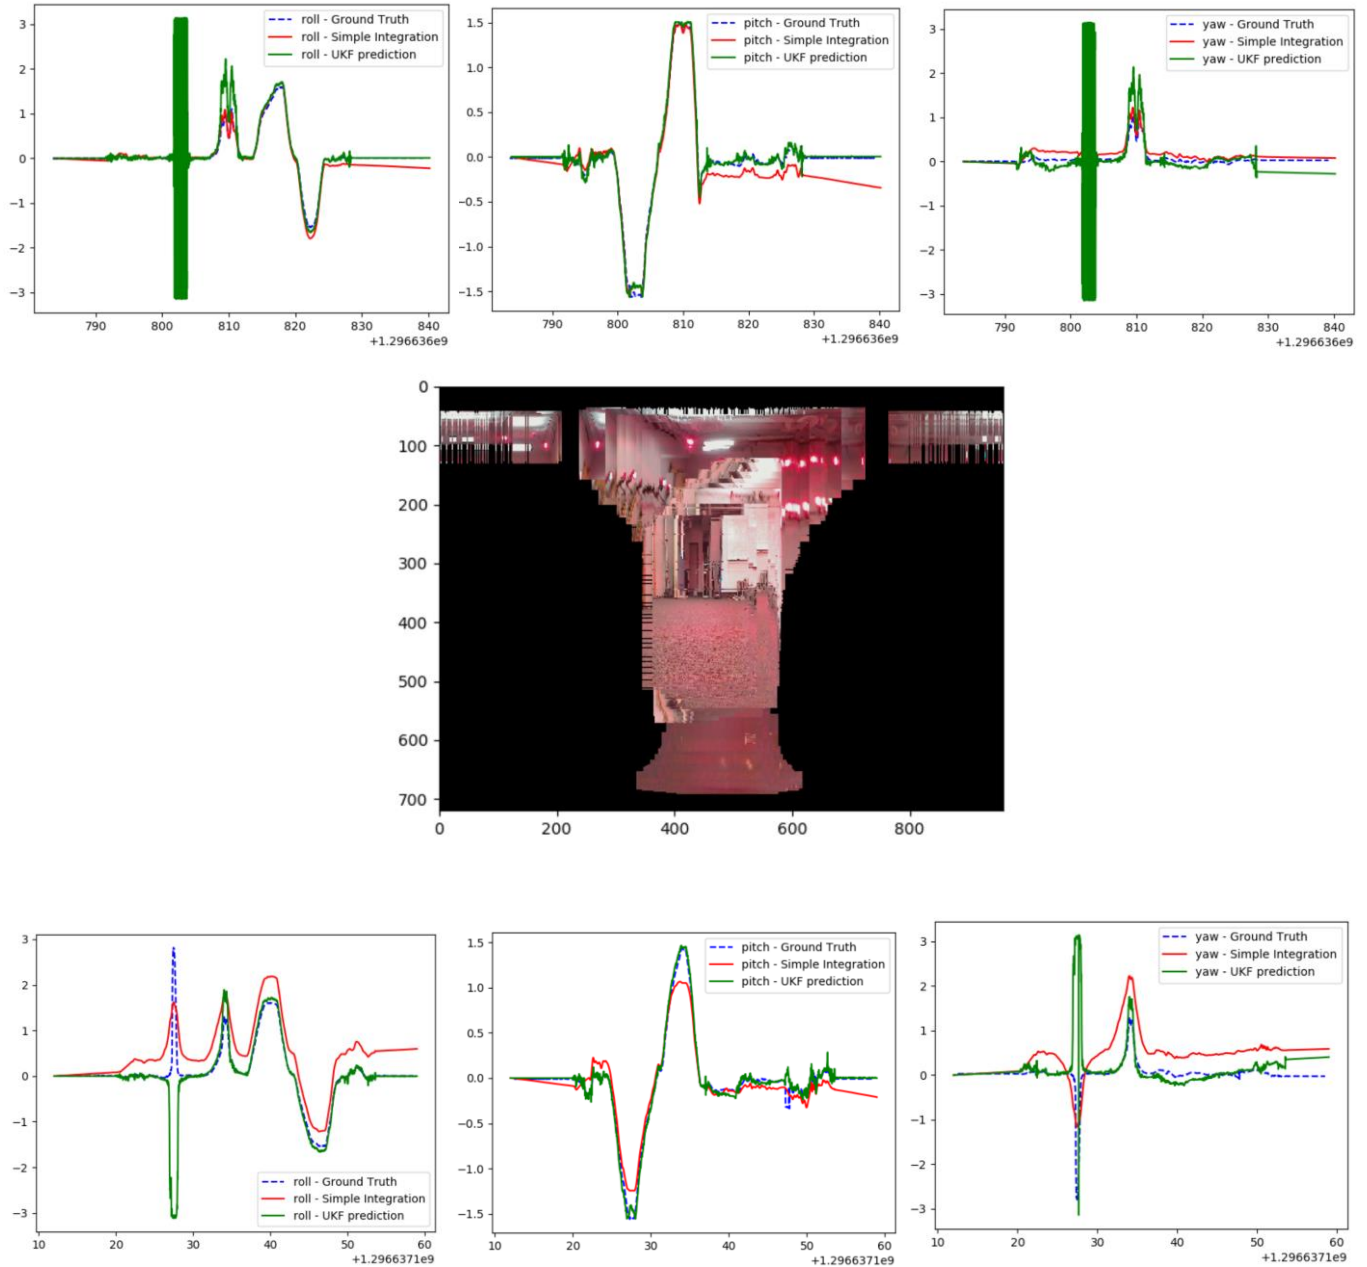 roll - Ground Truth
roll - Simple Integration
roll - UKF prediction
3
2
1
0
−1
−2
−3
790 800 810 820 830 840
+1.296636e9
pitch - Ground Truth
pitch - Simple Integration
pitch - UKF prediction
1.5
1.0
0.5
0.0
−0.5
−1.0
−1.5
790 800 810 820 830 840
+1.296636e9
yaw - Ground Truth
yaw - Simple Integration
yaw - UKF prediction
3
2
1
0
−1
−2
−3
790 800 810 820 830 840
+1.296636e9
0
100
200
300
400
500
600
700
0 200 400 600 800
3
2
1
0
−1
−2
−3
roll - Ground Truth
roll - Simple Integration
roll - UKF prediction
10 20 30 40 50 60
+1.2966371e9
pitch - Ground Truth
pitch - Simple Integration
pitch - UKF prediction
1.5
1.0
0.5
0.0
−0.5
−1.0
−1.5
10 20 30 40 50 60
+1.2966371e9
yaw - Ground Truth
yaw - Simple Integration
yaw - UKF prediction
3
2
1
0
−1
−2
−3
10 20 30 40 50 60
+1.2966371e9